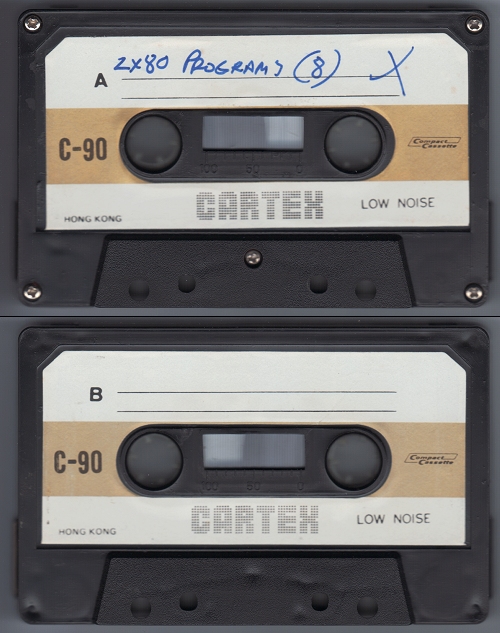 A ZX80 PROGRAMS (8) X
C-90
Compact Cassette
100 50 0
CARTEX
HONG KONG
LOW NOISE
B
C-90
Compact Cassette
100 50 0
CARTEX
HONG KONG
LOW NOISE